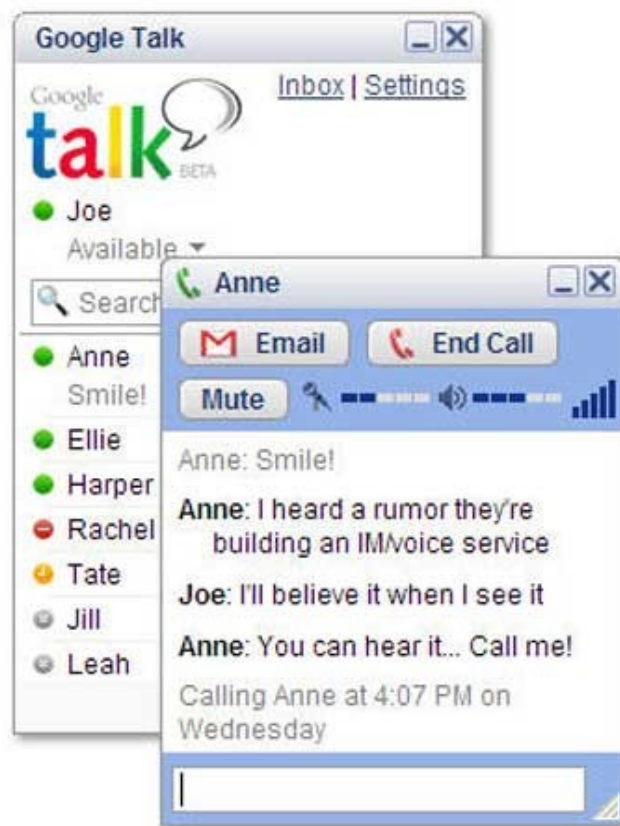 Google Talk
Inbox | Settings
Google
talk
BETA
Joe
Available
Search
Anne
Smile!
Ellie
Harper
Rachel
Tate
Jill
Leah
Anne
Email
End Call
Mute
Anne: Smile!
Anne: I heard a rumor they're
building an IM/voice service
Joe: I'll believe it when I see it
Anne: You can hear it... Call me!
Calling Anne at 4:07 PM on
Wednesday